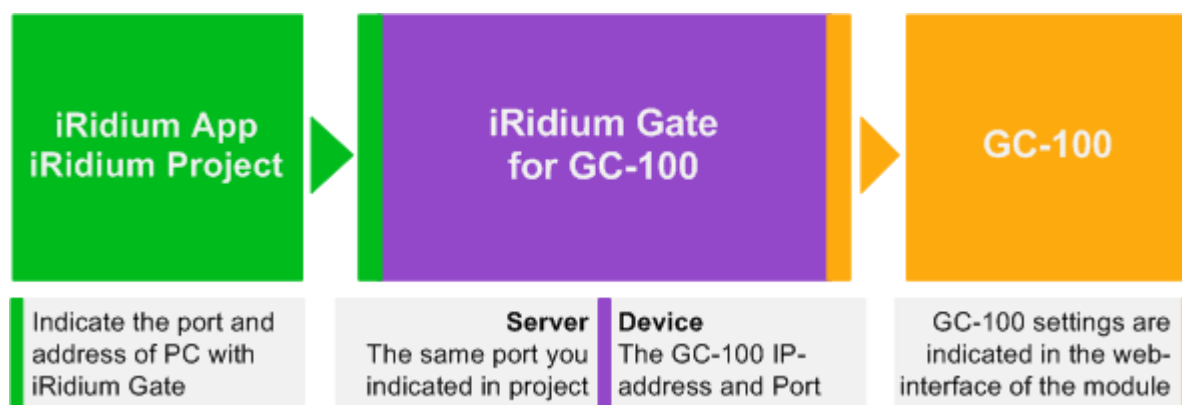 iRidium App
iRidium Project
iRidium Gate
for GC-100
GC-100
Indicate the port and
address of PC with
iRidium Gate
Server
The same port you
indicated in project
Device
The GC-100 IP-
address and Port
GC-100 settings are
indicated in the web-
interface of the module